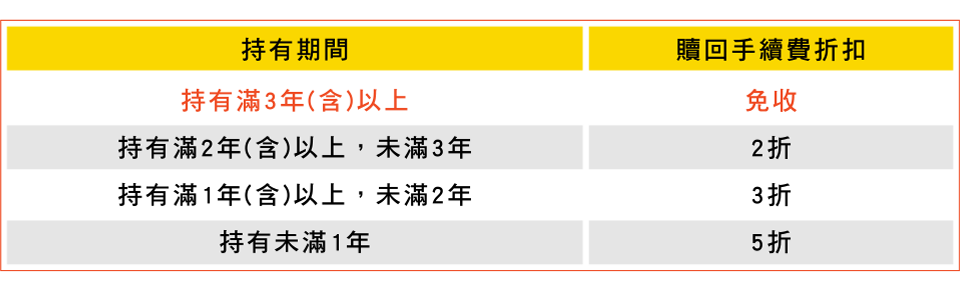 持有期間 贖回手續費折扣
持有滿3年(含)以上 免收
持有滿2年(含)以上，未滿3年 2折
持有滿1年(含)以上，未滿2年 3折
持有未滿1年 5折